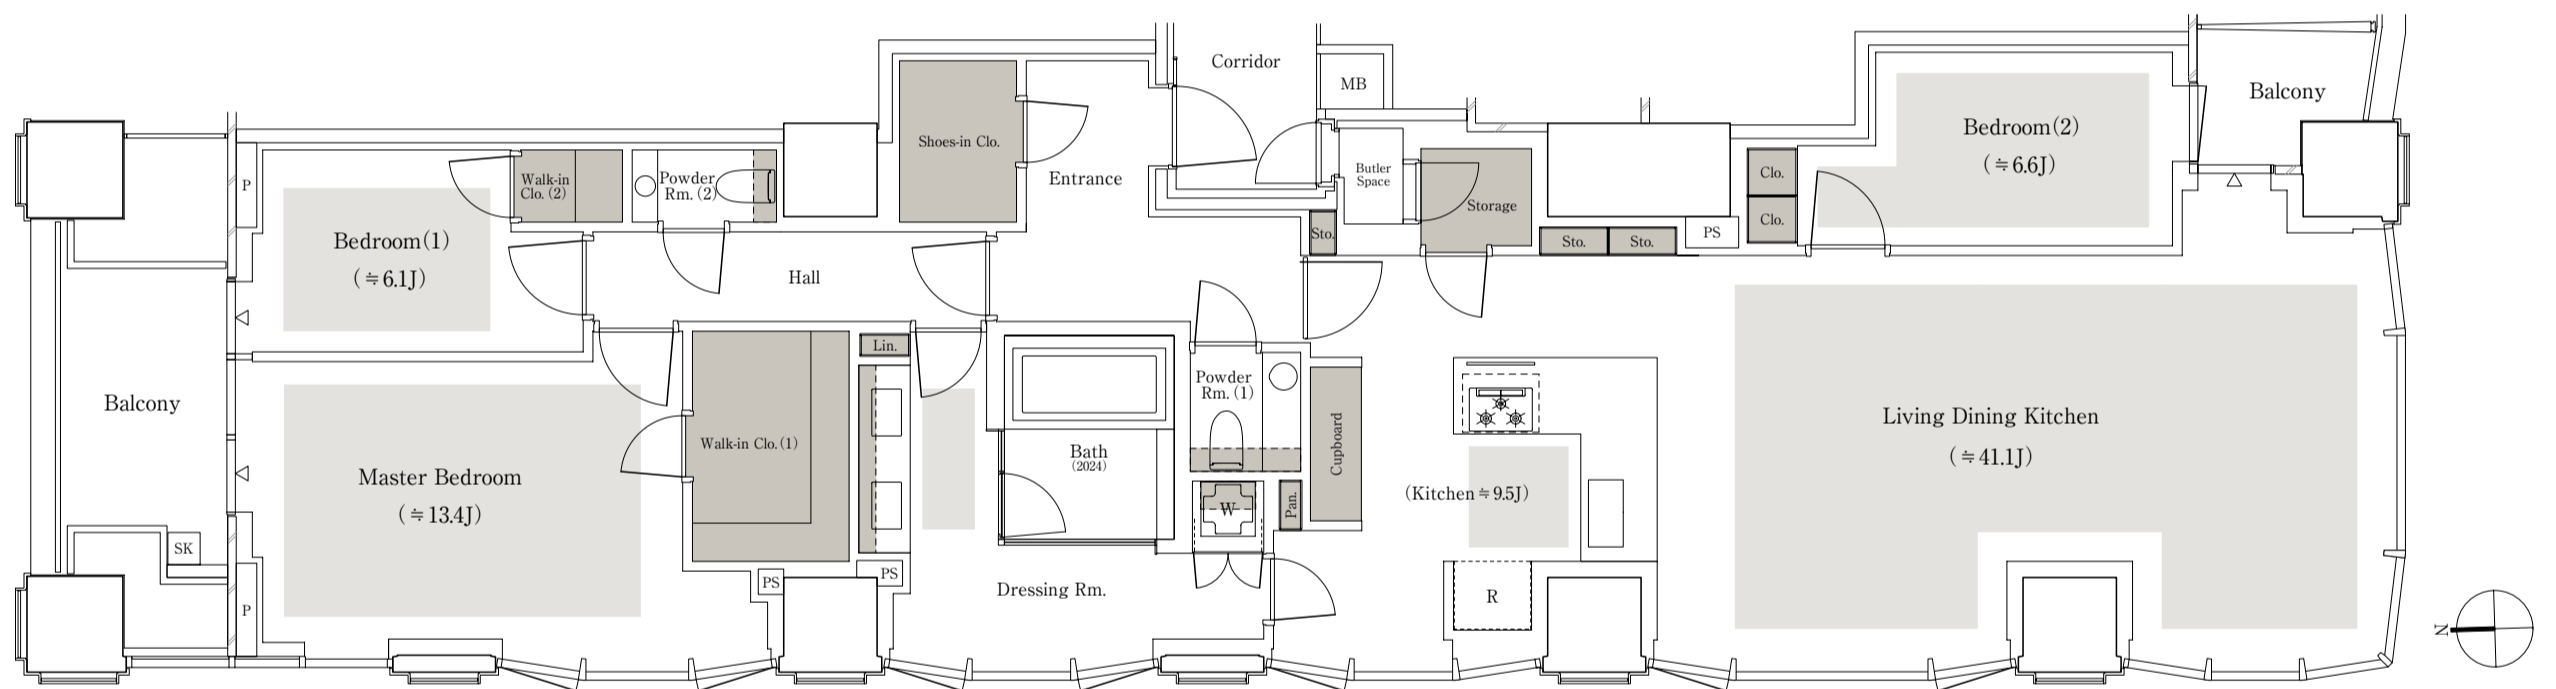 Corridor
MB
Balcony
Bedroom(2)
(≒6.6J)
Shoes-in Clo.
Entrance
Butler
Space
Storage
Clo.
Clo.
P
Walk-in
Clo. (2)
Powder
Rm. (2)
Bedroom(1)
(≒6.1J)
Hall
Sto.
Sto.
Sto.
PS
Lin.
Balcony
Master Bedroom
(≒13.4J)
Walk-in Clo. (1)
Bath
(2024)
Powder
Rm. (1)
Cupboard
W
Pan.
(Kitchen≒9.5J)
Living Dining Kitchen
(≒41.1J)
SK
P
PS
PS
Dressing Rm.
R
N